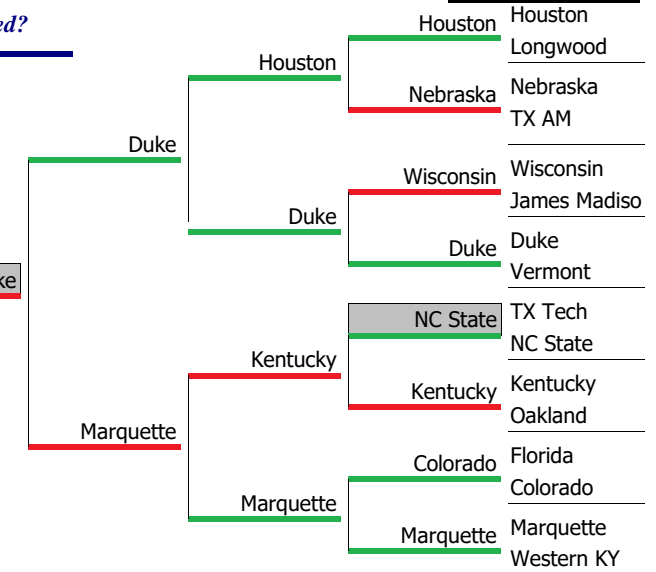 ed?
Houston
Houston
Longwood
Houston
Nebraska
Nebraska
TX AM
Duke
Wisconsin
Wisconsin
James Madiso
Duke
Duke
Duke
Vermont
ke
NC State
TX Tech
NC State
Kentucky
Kentucky
Kentucky
Oakland
Marquette
Colorado
Florida
Colorado
Marquette
Marquette
Marquette
Western KY